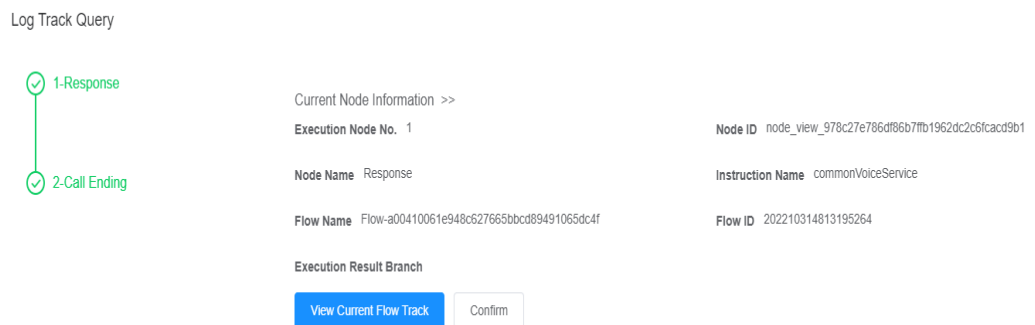 Log Track Query
1-Response
Current Node Information >>
Execution Node No. 1 Node ID node_view_978c27e786df86b7ffb1962dc2c6fcacd9b1
Node Name Response Instruction Name commonVoiceService
2-Call Ending
Flow Name Flow-a00410061e948c627665bbcd89491065dc4f Flow ID 202210314813195264
Execution Result Branch
View Current Flow Track Confirm